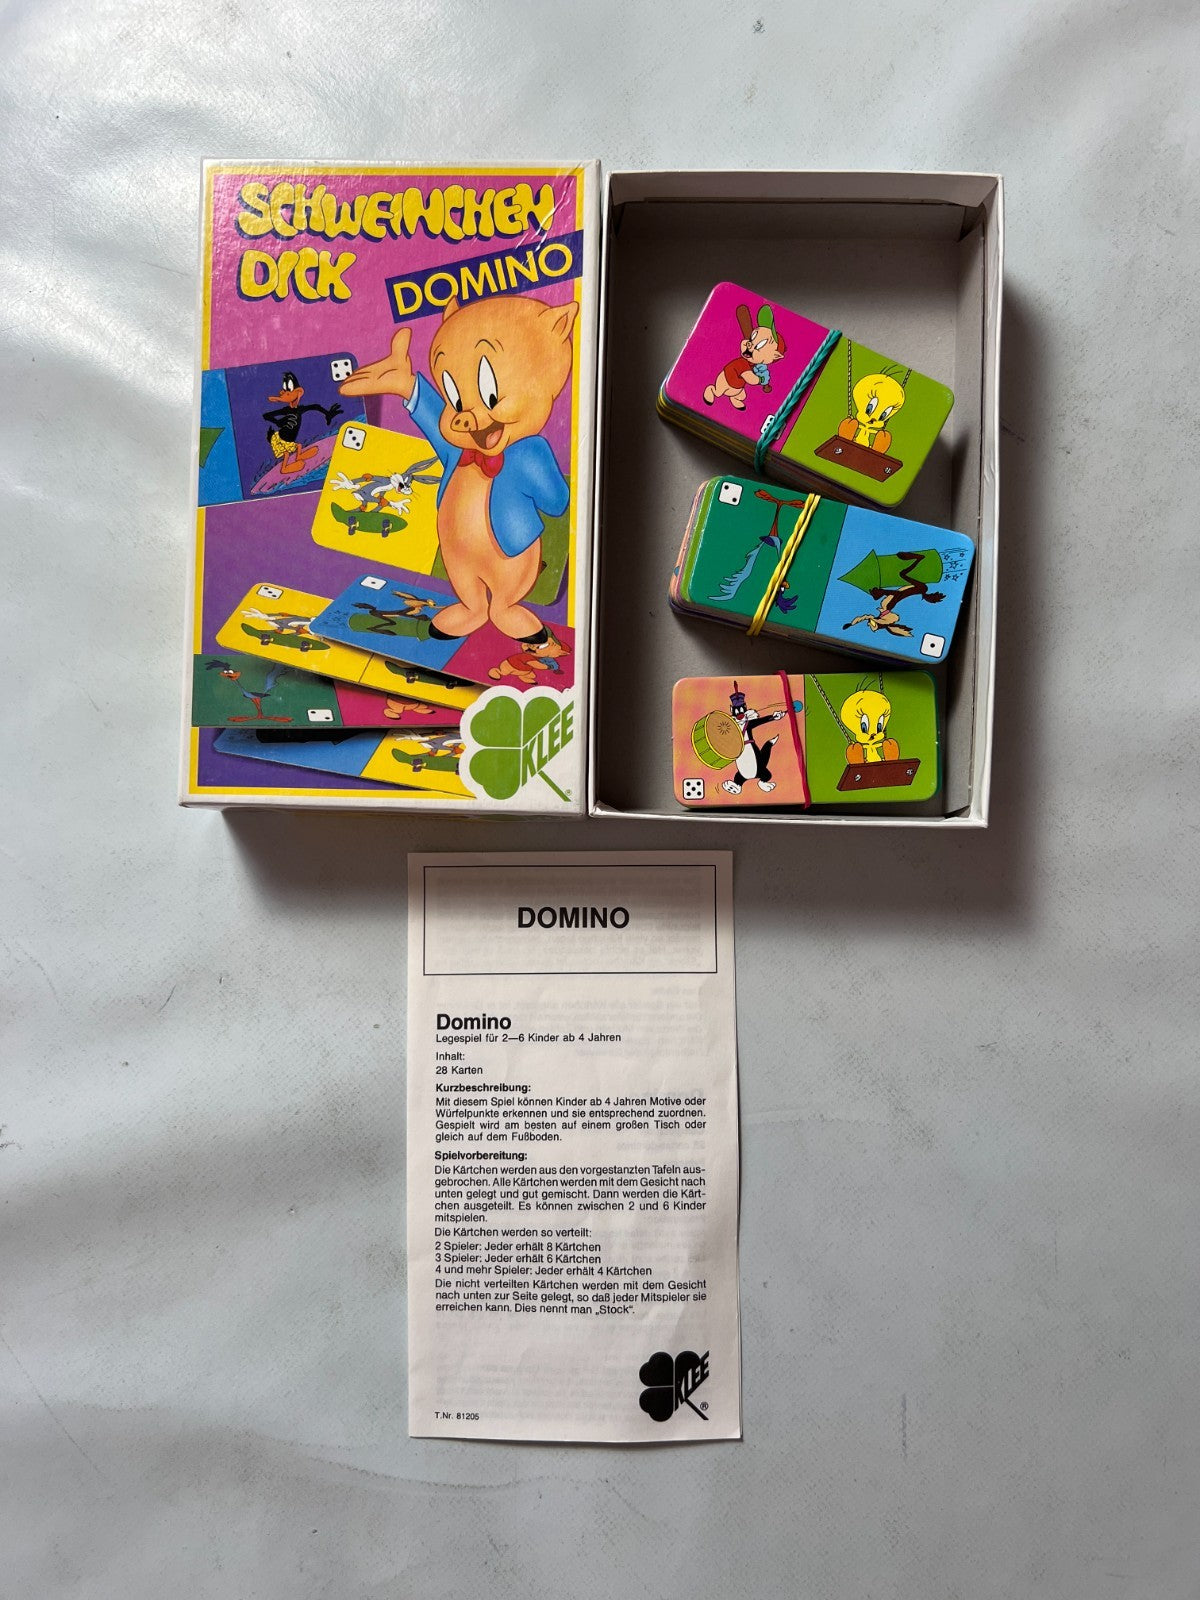 SCHWEINCHEN
DICK
DOMINO
KLEE
®
DOMINO
Domino
Legespiel für 2—6 Kinder ab 4 Jahren
Inhalt:
28 Karten
Kurzbeschreibung:
Mit diesem Spiel können Kinder ab 4 Jahren Motive oder
Würfelpunkte erkennen und sie entsprechend zuordnen.
Gespielt wird am besten auf einem großen Tisch oder
gleich auf dem Fußboden.
Spielvorbereitung:
Die Kärtchen werden aus den vorgestanzten Tafeln aus-
gebrochen. Alle Kärtchen werden mit dem Gesicht nach
unten gelegt und gut gemischt. Dann werden die Kärt-
chen ausgeteilt. Es können zwischen 2 und 6 Kinder
mitspielen.
Die Kärtchen werden so verteilt:
2 Spieler: Jeder erhält 8 Kärtchen
3 Spieler: Jeder erhält 6 Kärtchen
4 und mehr Spieler: Jeder erhält 4 Kärtchen
Die nicht verteilten Kärtchen werden mit dem Gesicht
nach unten zur Seite gelegt, so daß jeder Mitspieler sie
erreichen kann. Dies nennt man „Stock“.
KLEE
®
T.Nr. 81205